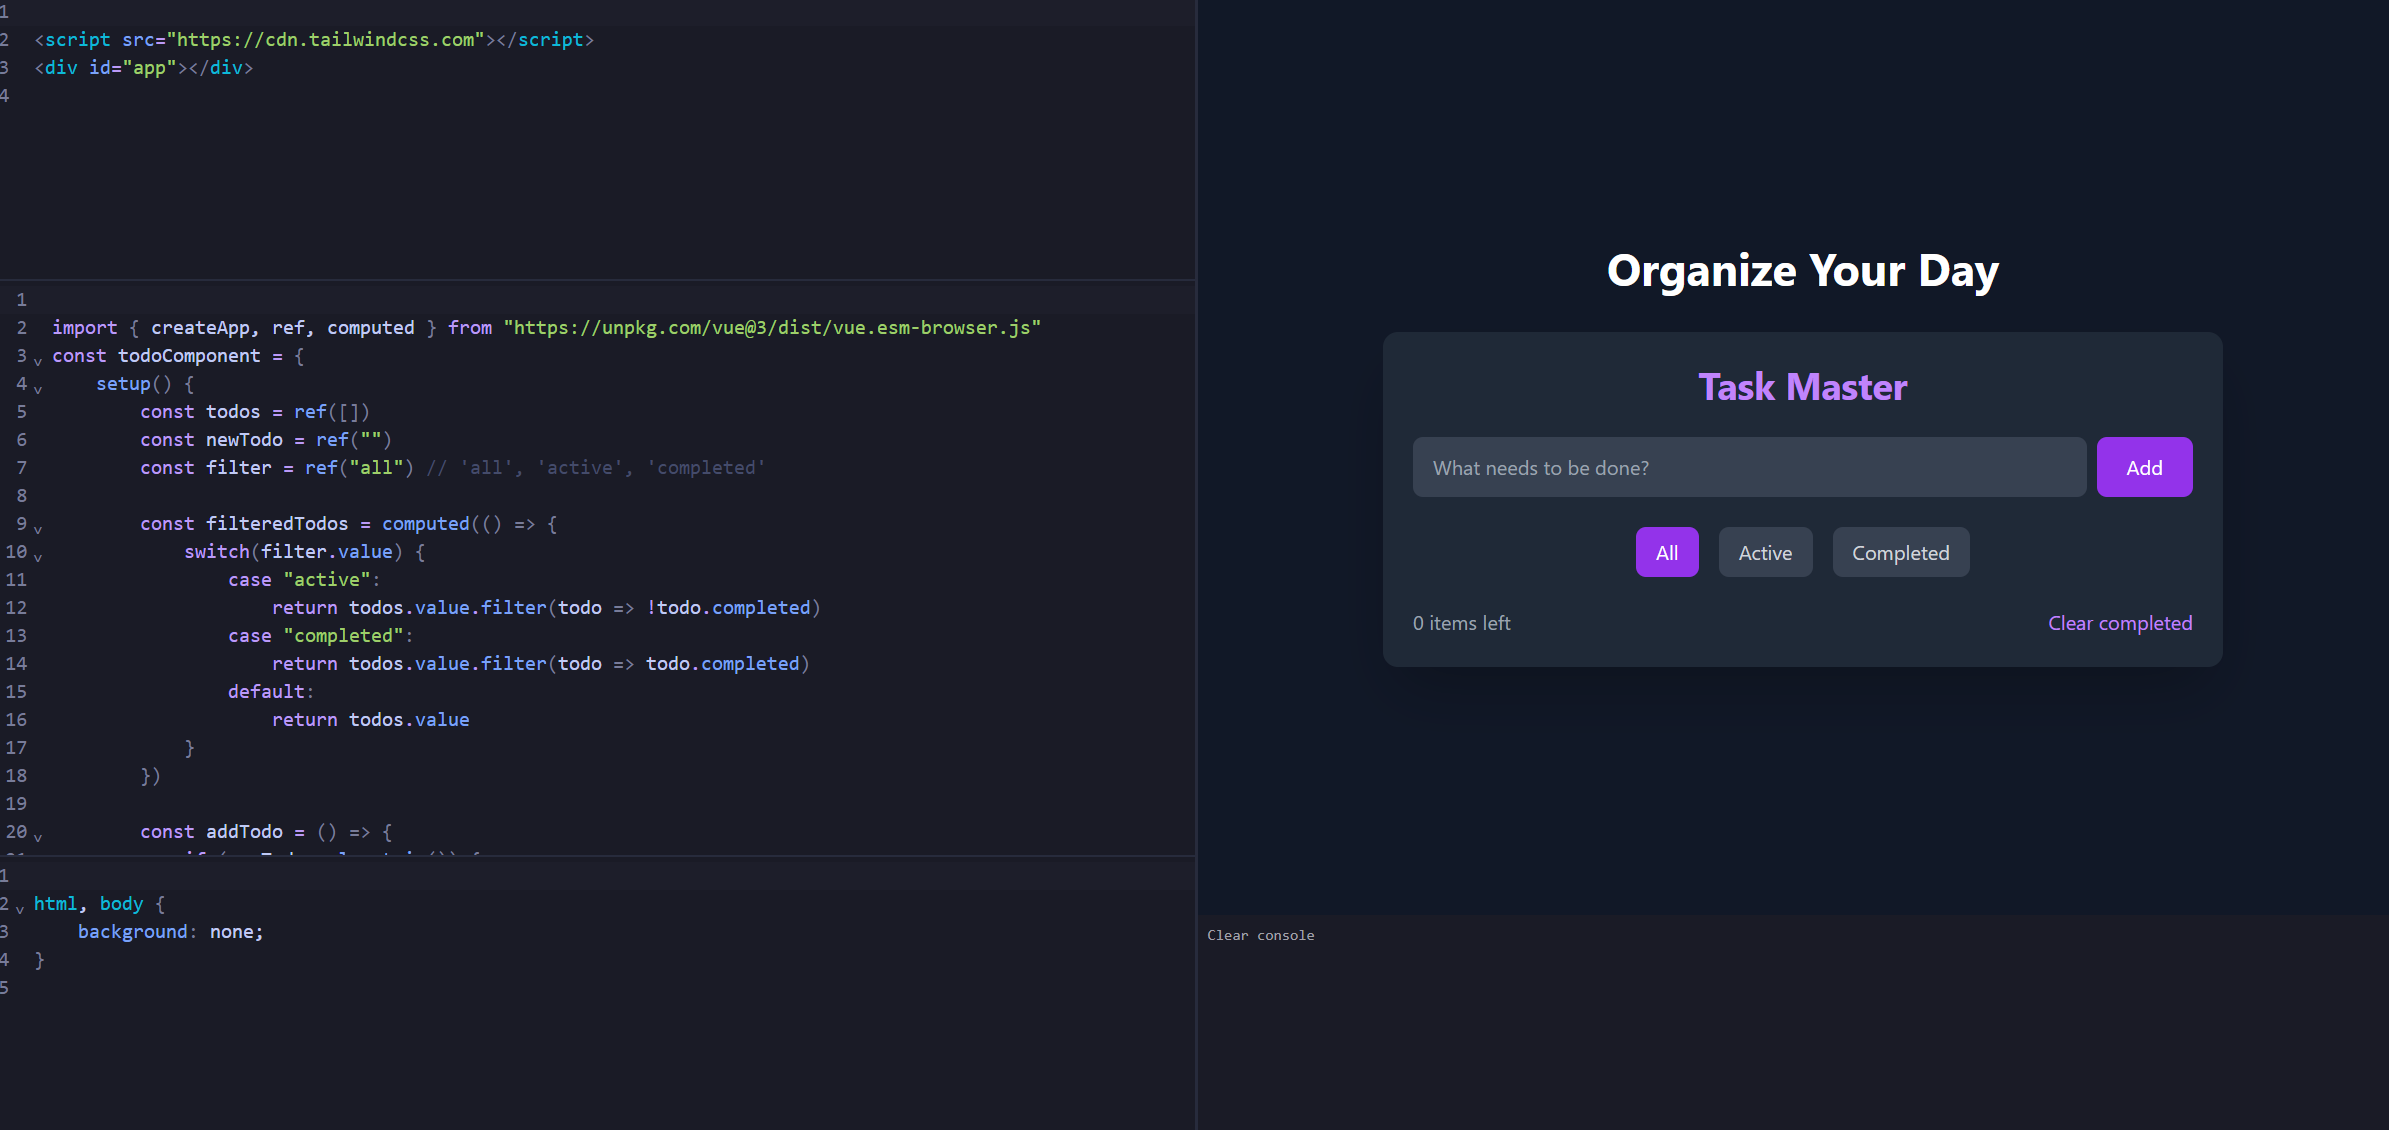 1
2 <script src="https://cdn.tailwindcss.com"></script>
3 <div id="app"></div>
4
1
2 import { createApp, ref, computed } from "https://unpkg.com/vue@3/dist/vue.esm-browser.js"
3 const todoComponent = {
4 setup() {
5 const todos = ref([])
6 const newTodo = ref("")
7 const filter = ref("all") // 'all', 'active', 'completed'
8
9 const filteredTodos = computed(() => {
10 switch(filter.value) {
11 case "active":
12 return todos.value.filter(todo => !todo.completed)
13 case "completed":
14 return todos.value.filter(todo => todo.completed)
15 default:
16 return todos.value
17 }
18 })
19
20 const addTodo = () => {
1
2 html, body {
3 background: none;
4 }
5
Organize Your Day
Task Master
What needs to be done?
Add
All
Active
Completed
0 items left
Clear completed
Clear console